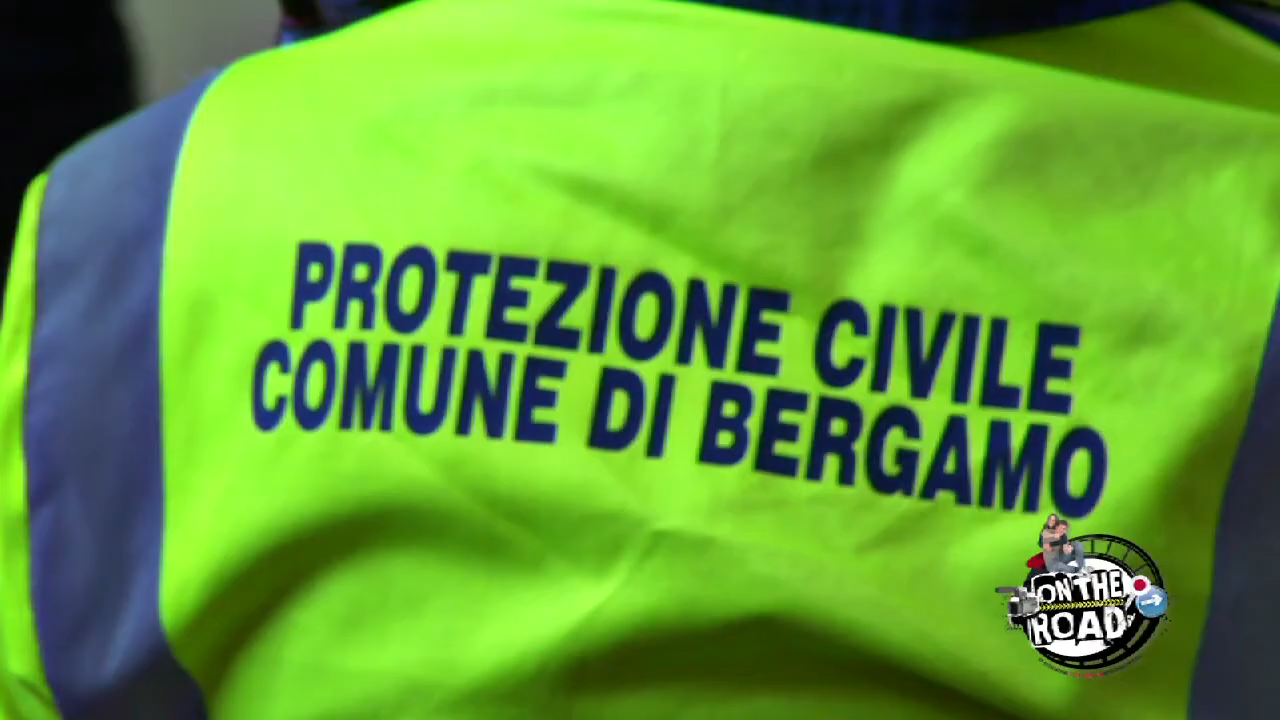 PROTEZIONE CIVILE
COMUNE DI BERGAMO
ON THE
ROAD